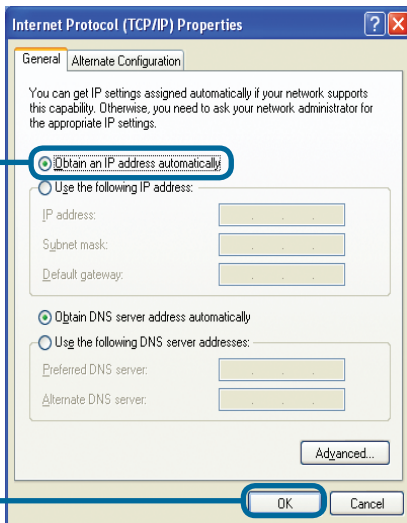 Internet Protocol (TCP/IP) Properties
General
Alternate Configuration
You can get IP settings assigned automatically if your network supports
this capability. Otherwise, you need to ask your network administrator for
the appropriate IP settings.
Obtain an IP address automatically
Use the following IP address:
IP address:
Subnet mask:
Default gateway:
Obtain DNS server address automatically
Use the following DNS server addresses:
Preferred DNS server:
Alternate DNS server:
Advanced...
OK
Cancel